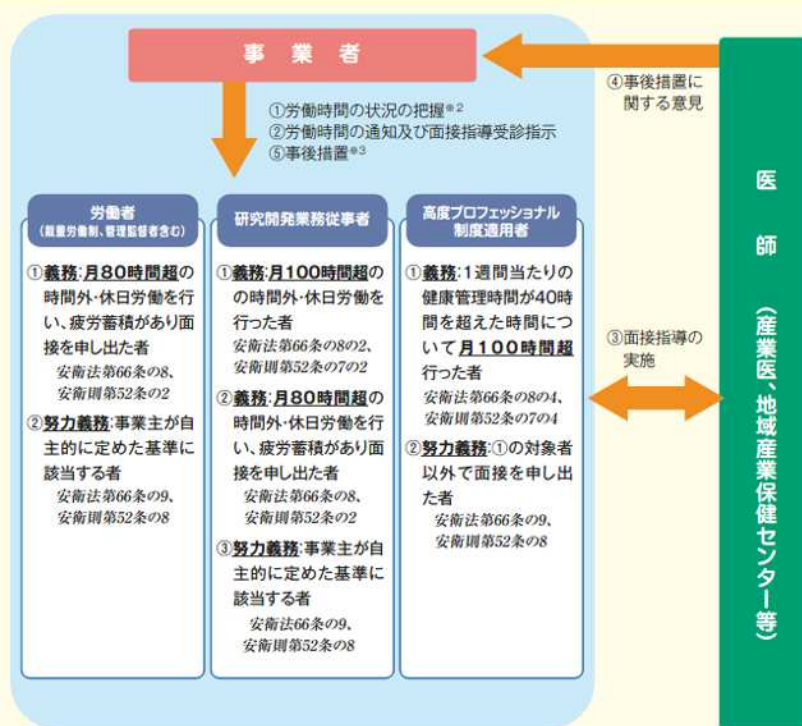 事業者
④事後措置に
関する意見
①労働時間の状況の把握※2
②労働時間の通知及び面接指導受診指示
⑤事後措置※3
労働者
(裁量労働制、管理監督者含む)
①義務:月80時間超の
時間外・休日労働を行
い、疲労蓄積があり面
接を申し出た者
安衛法第66条の8、
安衛則第52条の2
②努力義務:事業主が自
主的に定めた基準に
該当する者
安衛法第66条の9、
安衛則第52条の8
研究開発業務従事者
①義務:月100時間超の
の時間外・休日労働を
行った者
安衛法第66条の8の2、
安衛則第52条の7の2
②義務:月80時間超の
時間外・休日労働を行
い、疲労蓄積があり面
接を申し出た者
安衛法第66条の8、
安衛則第52条の2
③努力義務:事業主が自
主的に定めた基準に
該当する者
安衛法66条の9、
安衛則第52条の8
高度プロフェッショナル
制度適用者
①義務:1週間当たりの
健康管理時間が40時
間を超えた時間につ
いて月100時間超
行った者
安衛法第66条の8の4、
安衛則第52条の7の4
②努力義務:①の対象者
以外で面接を申し出
た者
安衛法第66条の9、
安衛則第52条の8
③面接指導の
実施
医師(産業医、地域産業保健センター等)